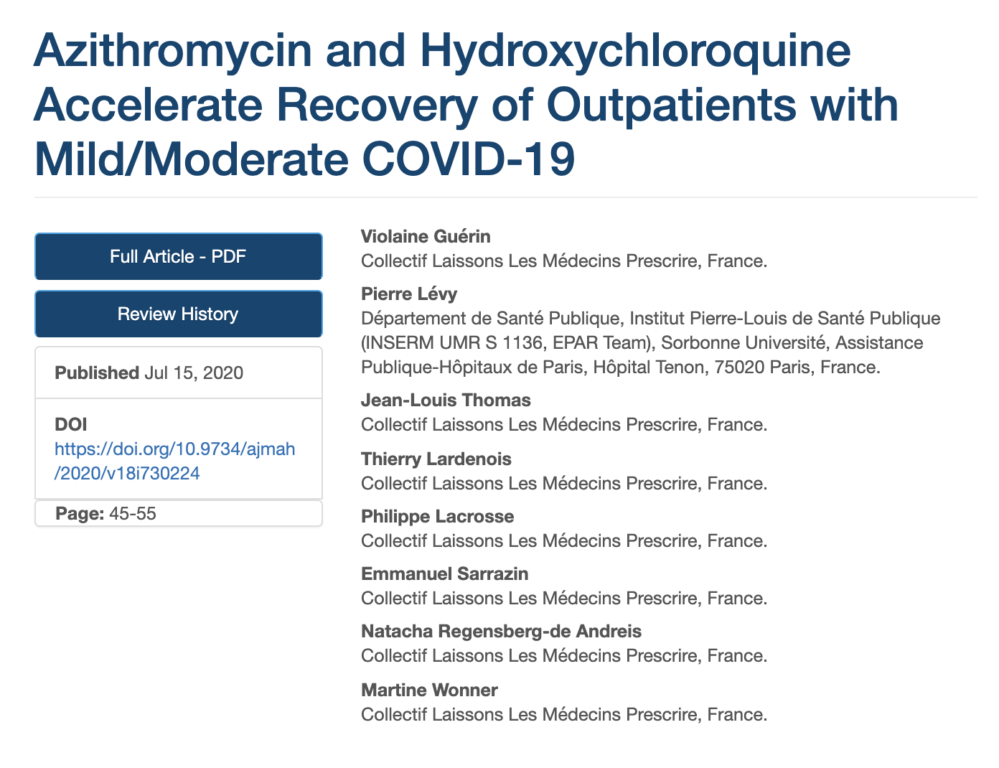 Azithromycin and Hydroxychloroquine
Accelerate Recovery of Outpatients with
Mild/Moderate COVID-19
Full Article - PDF
Review History
Published Jul 15, 2020
DOI
https://doi.org/10.9734/ajmah
/2020/v18i730224
Page: 45-55
Violaine Guérin
Collectif Laissons Les Médecins Prescrire, France.
Pierre Lévy
Département de Santé Publique, Institut Pierre-Louis de Santé Publique
(INSERM UMR S 1136, EPAR Team), Sorbonne Université, Assistance
Publique-Hôpitaux de Paris, Hôpital Tenon, 75020 Paris, France.
Jean-Louis Thomas
Collectif Laissons Les Médecins Prescrire, France.
Thierry Lardenois
Collectif Laissons Les Médecins Prescrire, France.
Philippe Lacrosse
Collectif Laissons Les Médecins Prescrire, France.
Emmanuel Sarrazin
Collectif Laissons Les Médecins Prescrire, France.
Natacha Regensberg-de Andreis
Collectif Laissons Les Médecins Prescrire, France.
Martine Wonner
Collectif Laissons Les Médecins Prescrire, France.